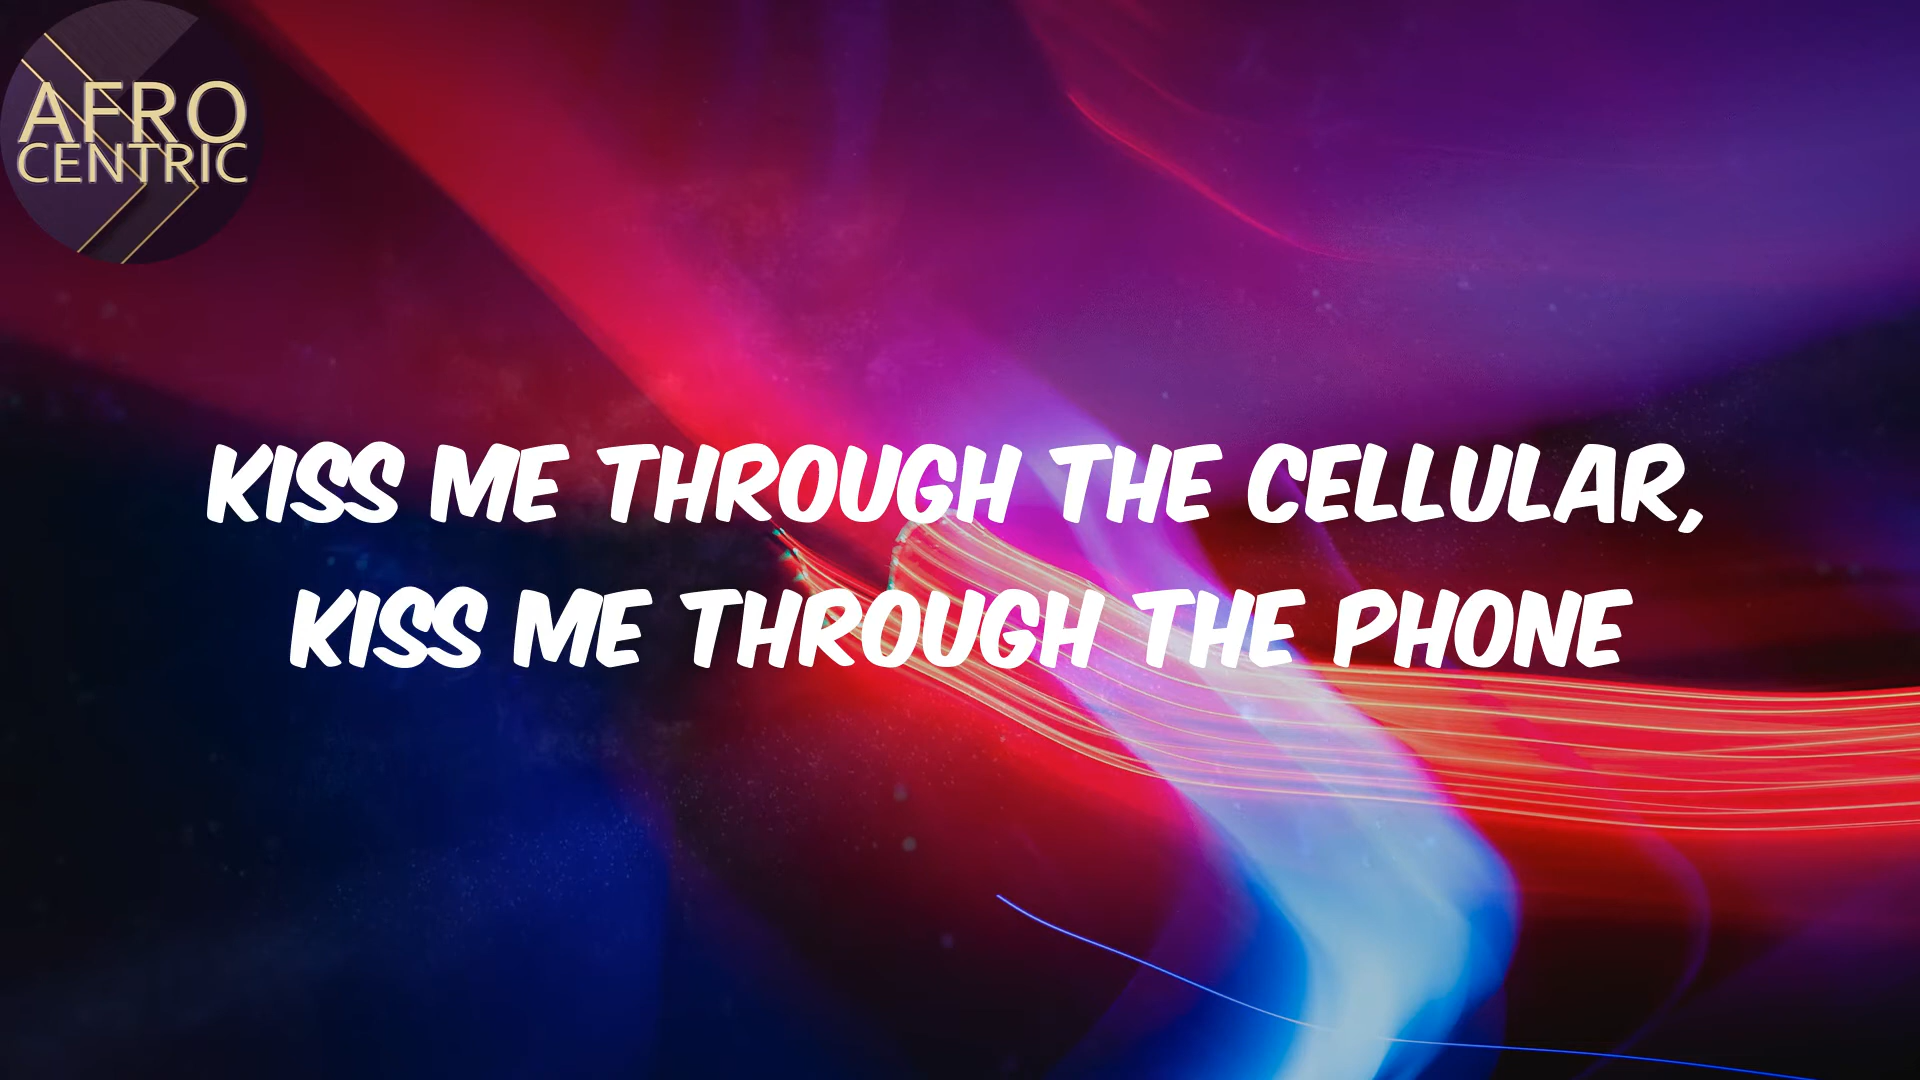 AFRO
CENTRIC
KISS ME THROUGH THE CELLULAR,
KISS ME THROUGH THE PHONE